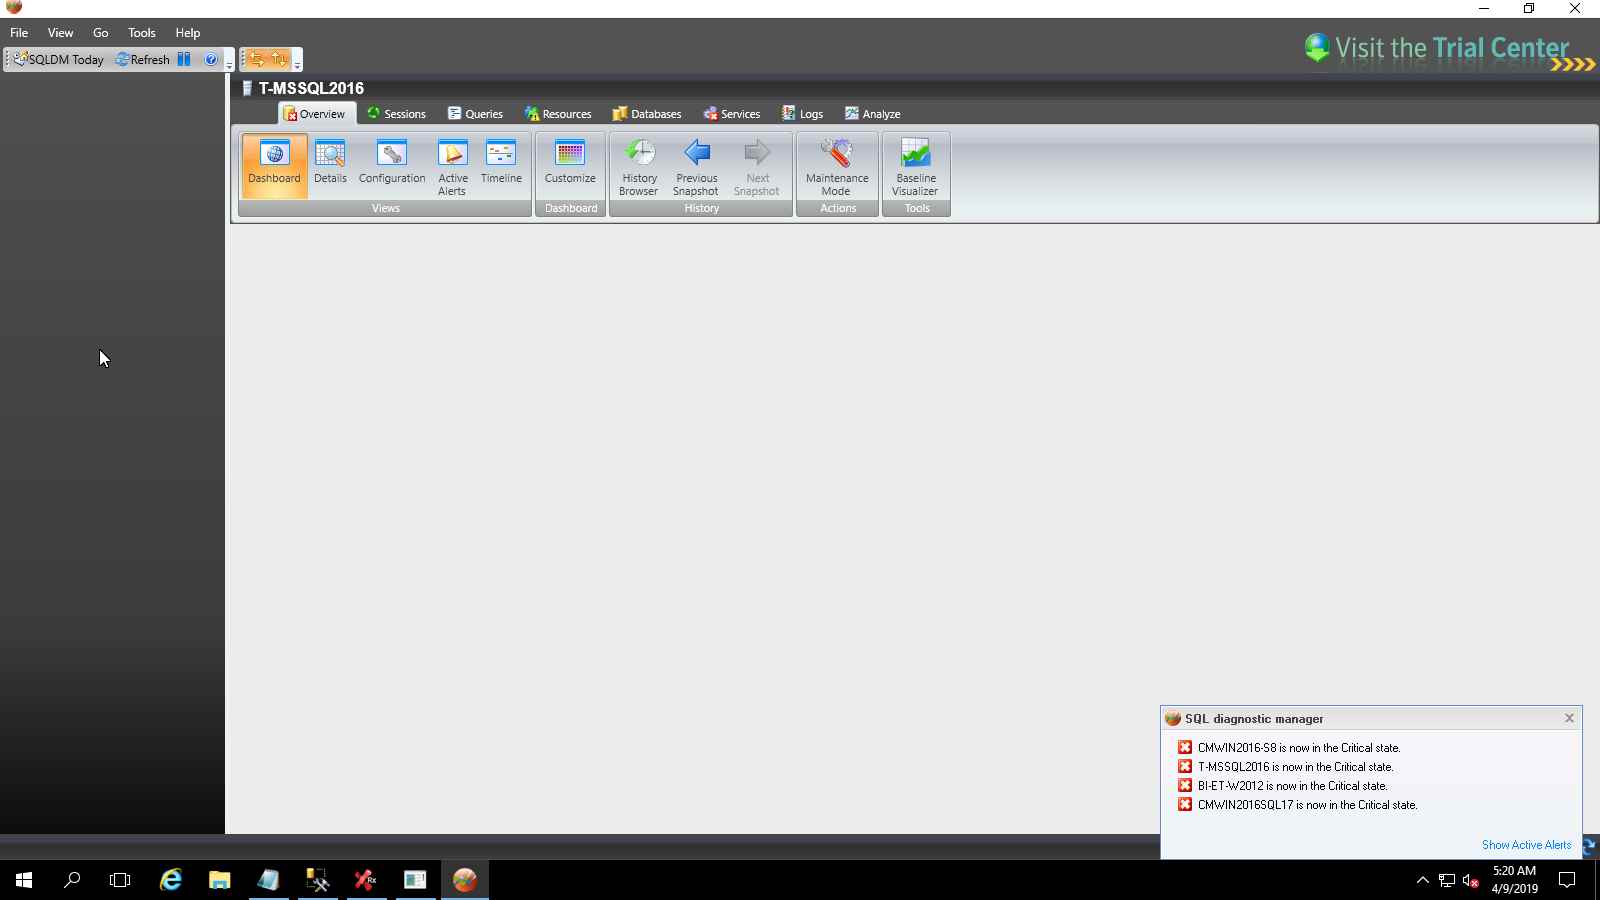 File View Go Tools Help
SQLDM Today Refresh
Visit the Trial Center
T-MSSQL2016
Overview Sessions Queries Resources Databases Services Logs Analyze
Dashboard Details Configuration Active Alerts Timeline
Views
Customize
Dashboard
History Browser Previous Snapshot Next Snapshot
History
Maintenance Mode
Actions
Baseline Visualizer
Tools
SQL diagnostic manager
CMWIN2016-S8 is now in the Critical state.
T-MSSQL2016 is now in the Critical state.
BI-ET-W2012 is now in the Critical state.
CMWIN2016SQL17 is now in the Critical state.
Show Active Alerts
Rx
5:20 AM
4/9/2019